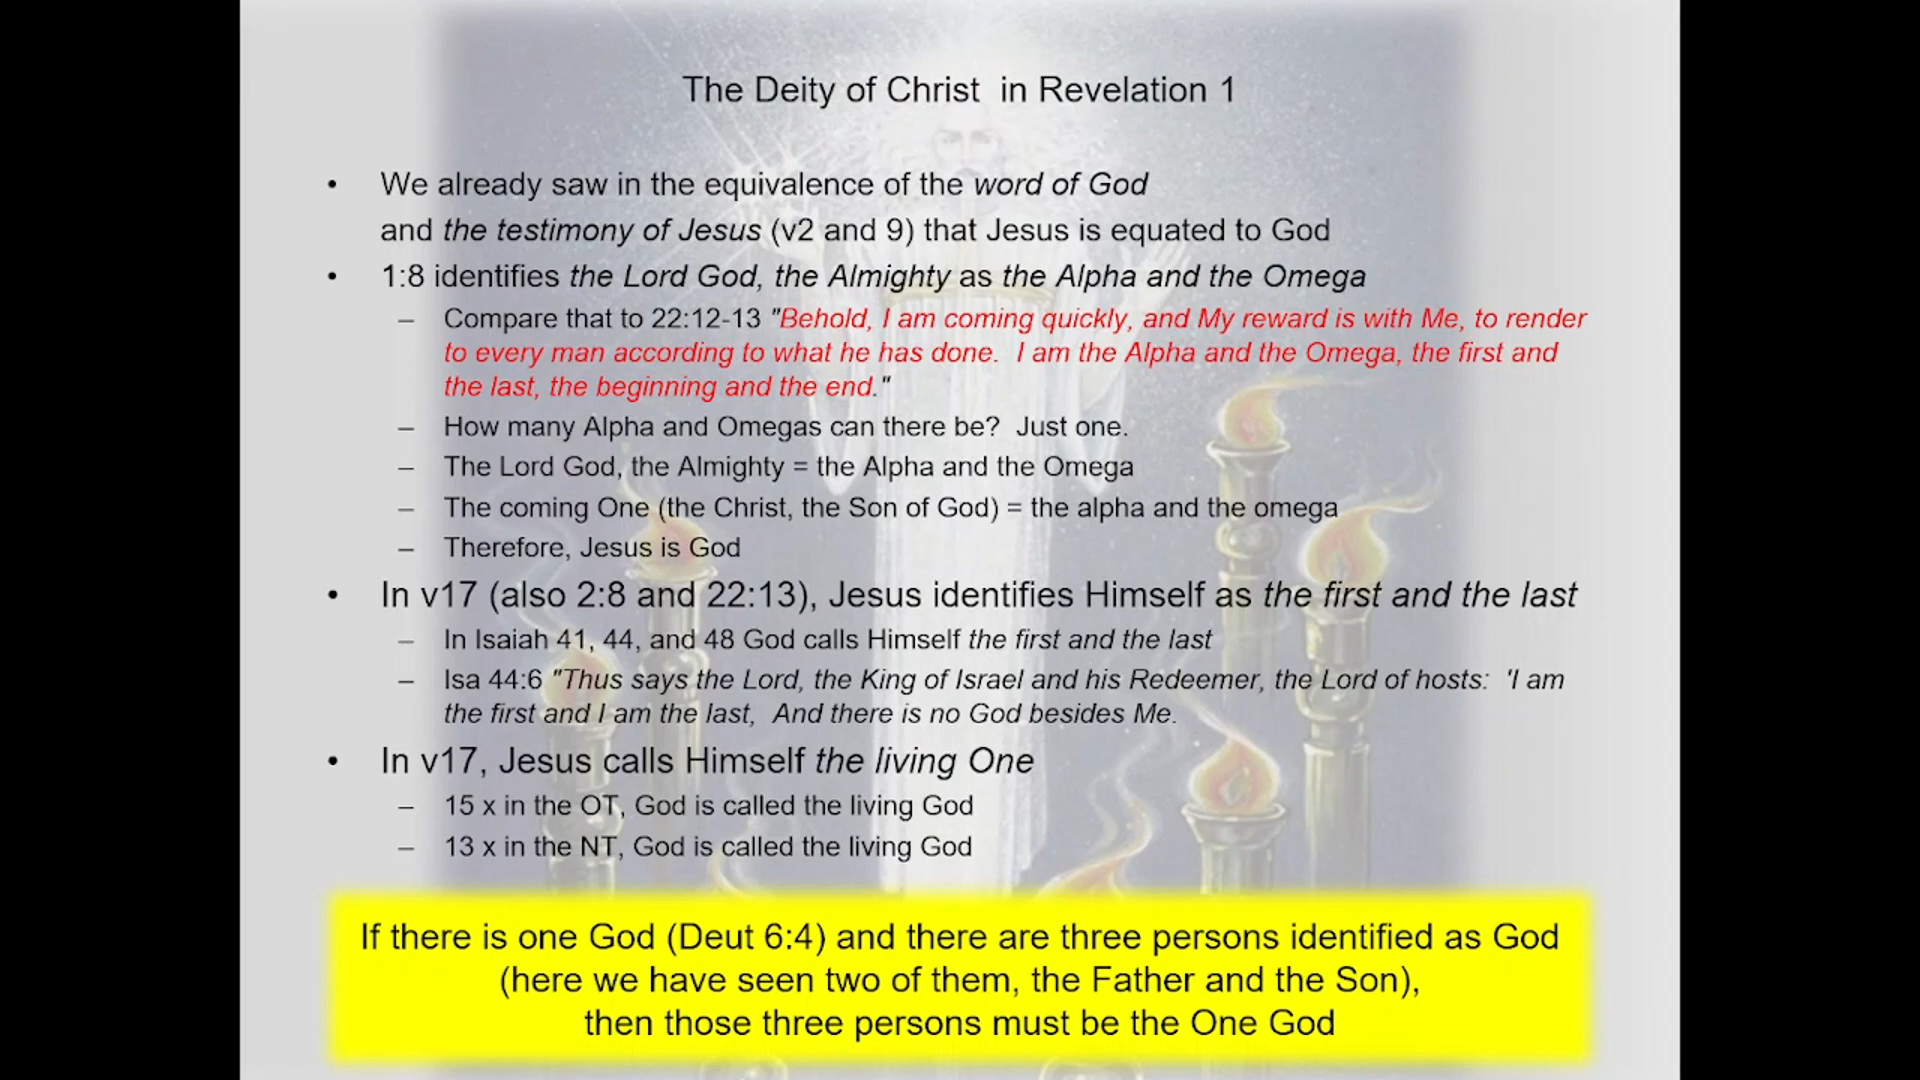 The Deity of Christ in Revelation 1
• We already saw in the equivalence of the word of God
and the testimony of Jesus (v2 and 9) that Jesus is equated to God
• 1:8 identifies the Lord God, the Almighty as the Alpha and the Omega
– Compare that to 22:12-13 "Behold, I am coming quickly, and My reward is with Me, to render
to every man according to what he has done. I am the Alpha and the Omega, the first and
the last, the beginning and the end."
– How many Alpha and Omegas can there be? Just one.
– The Lord God, the Almighty = the Alpha and the Omega
– The coming One (the Christ, the Son of God) = the alpha and the omega
– Therefore, Jesus is God
• In v17 (also 2:8 and 22:13), Jesus identifies Himself as the first and the last
– In Isaiah 41, 44, and 48 God calls Himself the first and the last
– Isa 44:6 "Thus says the Lord, the King of Israel and his Redeemer, the Lord of hosts: 'I am
the first and I am the last, And there is no God besides Me.
• In v17, Jesus calls Himself the living One
– 15 x in the OT, God is called the living God
– 13 x in the NT, God is called the living God
If there is one God (Deut 6:4) and there are three persons identified as God
(here we have seen two of them, the Father and the Son),
then those three persons must be the One God